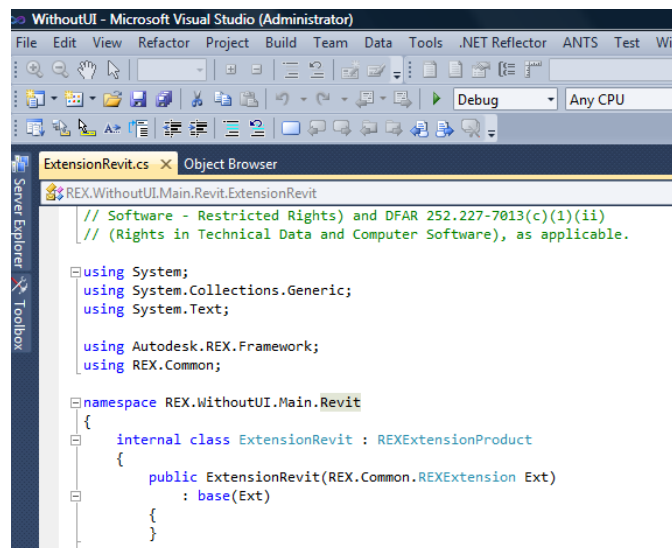 WithoutUI - Microsoft Visual Studio (Administrator)
File Edit View Refactor Project Build Team Data Tools .NET Reflector ANTS Test Wi
Debug Any CPU
ExtensionRevit.cs Object Browser
REX.WithoutUI.Main.Revit.ExtensionRevit
Server Explorer
Toolbox
// Software - Restricted Rights) and DFAR 252.227-7013(c)(1)(ii)
// (Rights in Technical Data and Computer Software), as applicable.
using System;
using System.Collections.Generic;
using System.Text;
using Autodesk.REX.Framework;
using REX.Common;
namespace REX.WithoutUI.Main.Revit
{
internal class ExtensionRevit : REXExtensionProduct
{
public ExtensionRevit(REX.Common.REXExtension Ext)
: base(Ext)
{
}